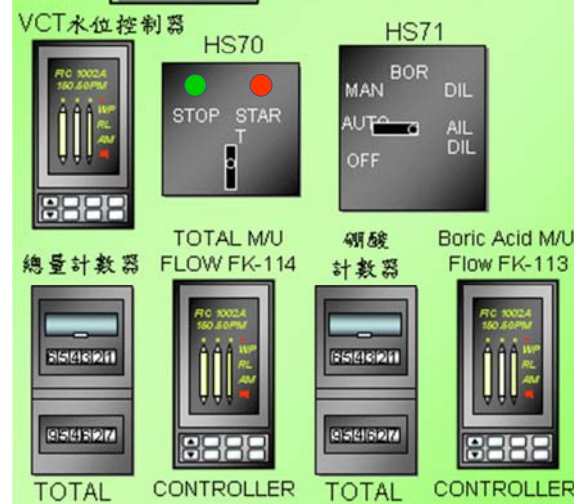 VCT水位控制器
HS70
HS71
FIC 1002A
150.50PM
WP
RL
AM
STOP
STAR
T
BOR
MAN
DIL
AUTO
AIL
DIL
OFF
總量計數器
TOTAL M/U
FLOW FK-114
硼酸
計數器
Boric Acid M/U
Flow FK-113
654321
FIC 1002A
150.50PM
WP
RL
AM
654321
FIC 1002A
150.50PM
WP
RL
AM
954627
954627
TOTAL
CONTROLLER
TOTAL
CONTROLLER